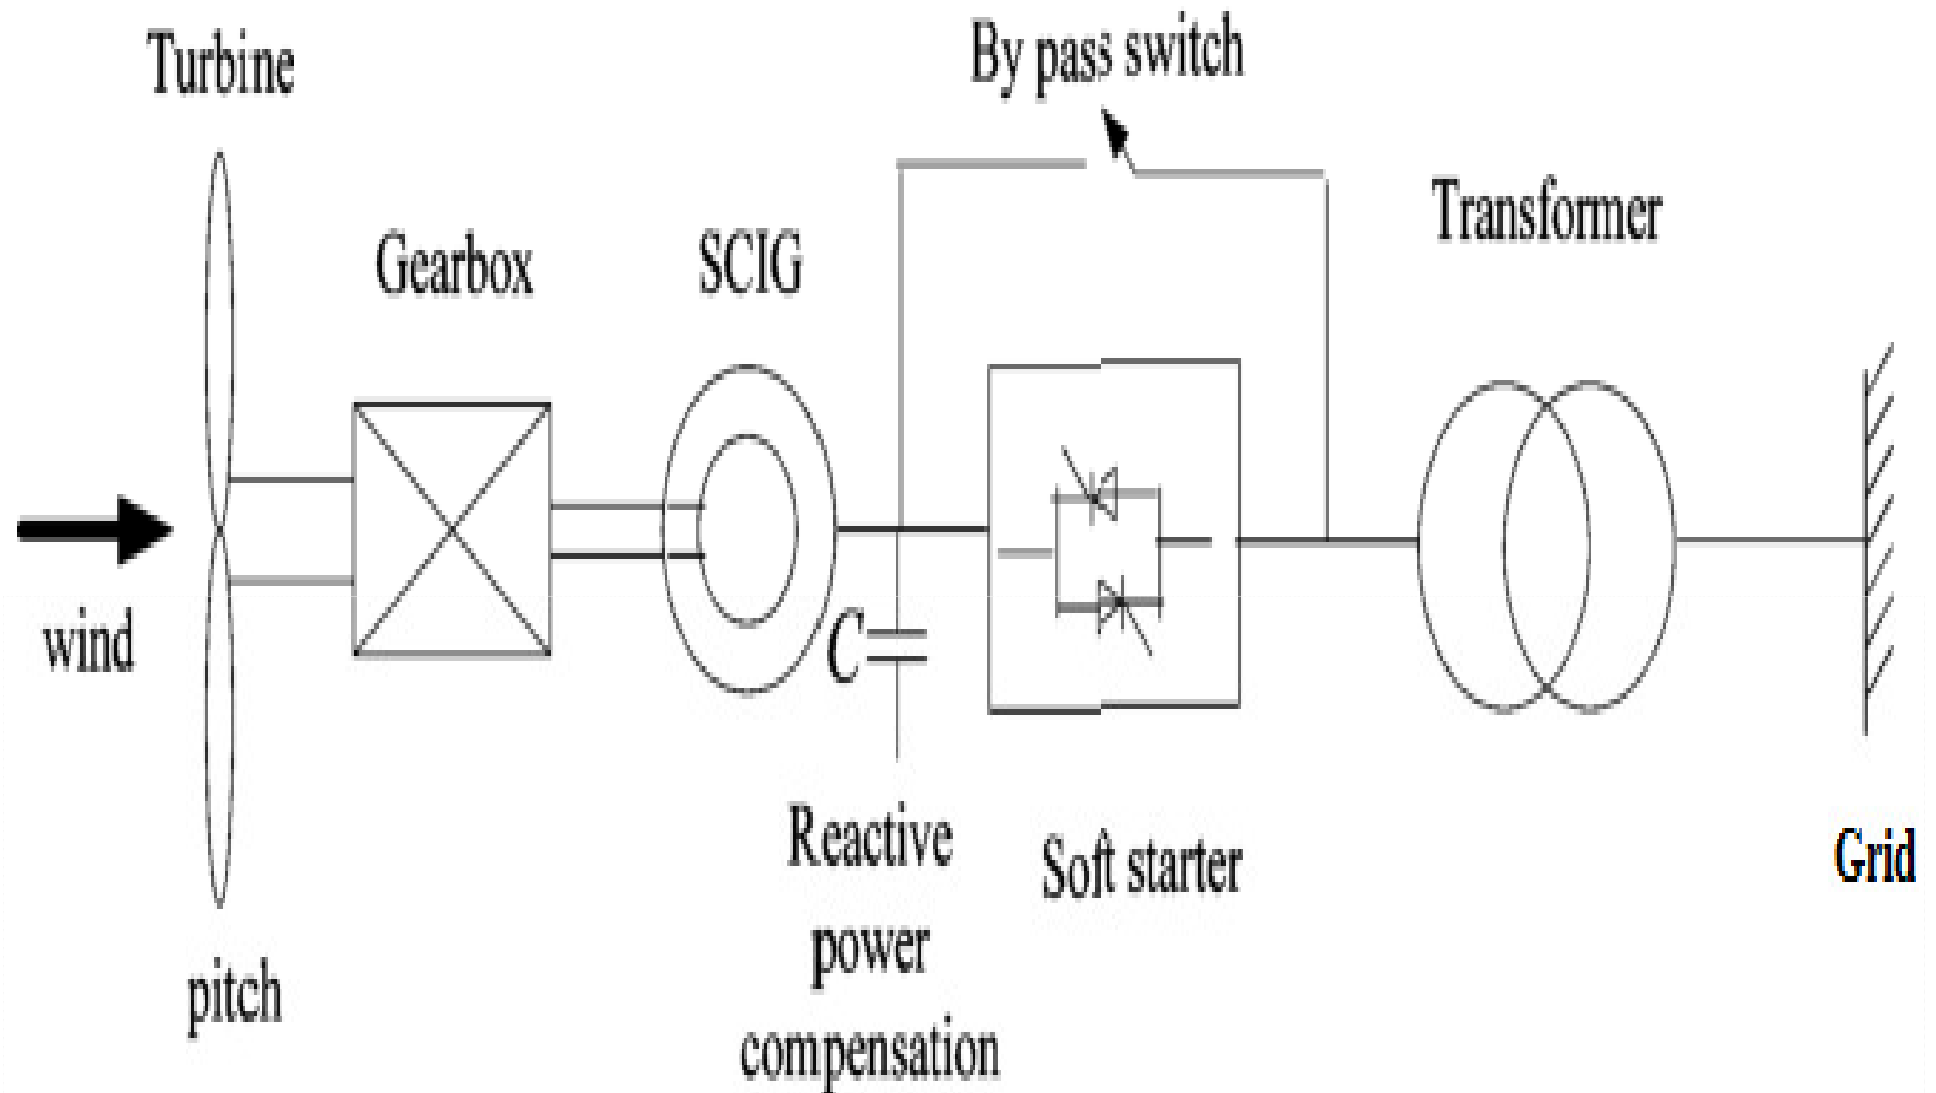 Turbine
By pass switch
Transformer
Gearbox
SCIG
wind
C
Reactive
power
compensation
Soft starter
Grid
pitch